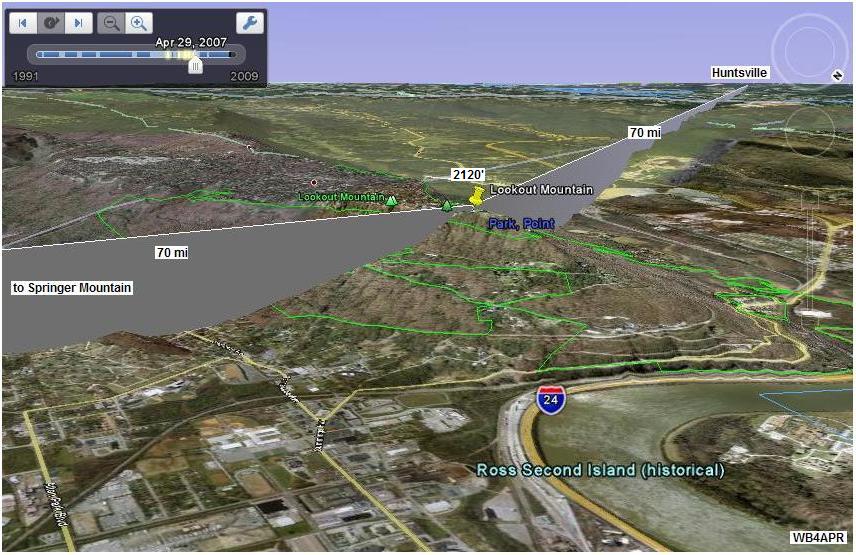 Apr 29, 2007
1991
2009
Huntsville
N
70 mi
2120'
Lookout Mountain
Lookout Mountain
Park, Point
70 mi
to Springer Mountain
24
Ross Second Island (historical)
WB4APR